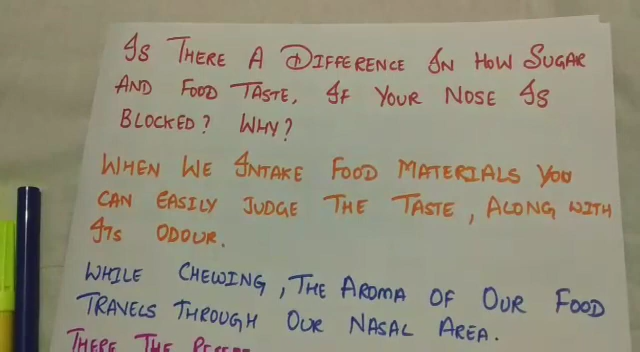 Is There A Difference In How Sugar
And Food Taste, If Your Nose Is
Blocked? Why?
When We Intake Food Materials You
Can Easily Judge The Taste, Along With
Its Odour.
While Chewing, The Aroma Of Our Food
Travels Through Our Nasal Area.
There The